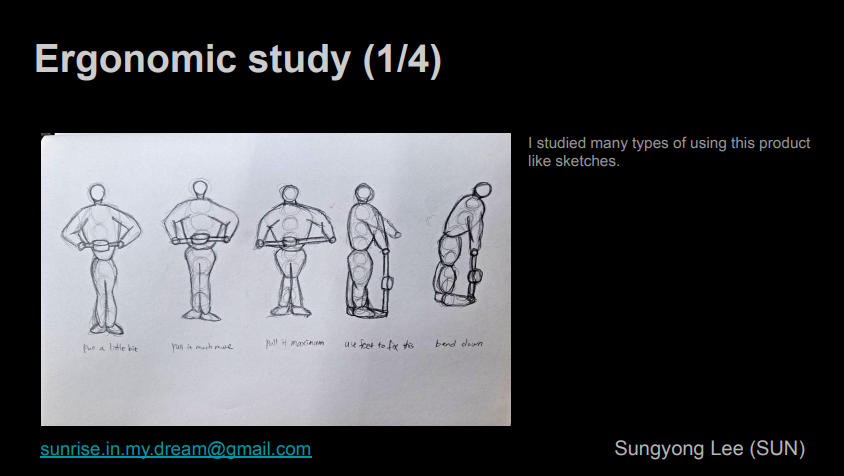 Ergonomic study (1/4)
I studied many types of using this product
like sketches.
pull a little bit
pull it much more
pull it maximum
use feet to fix this
bend down
sunrise.in.my.dream@gmail.com
Sungyong Lee (SUN)